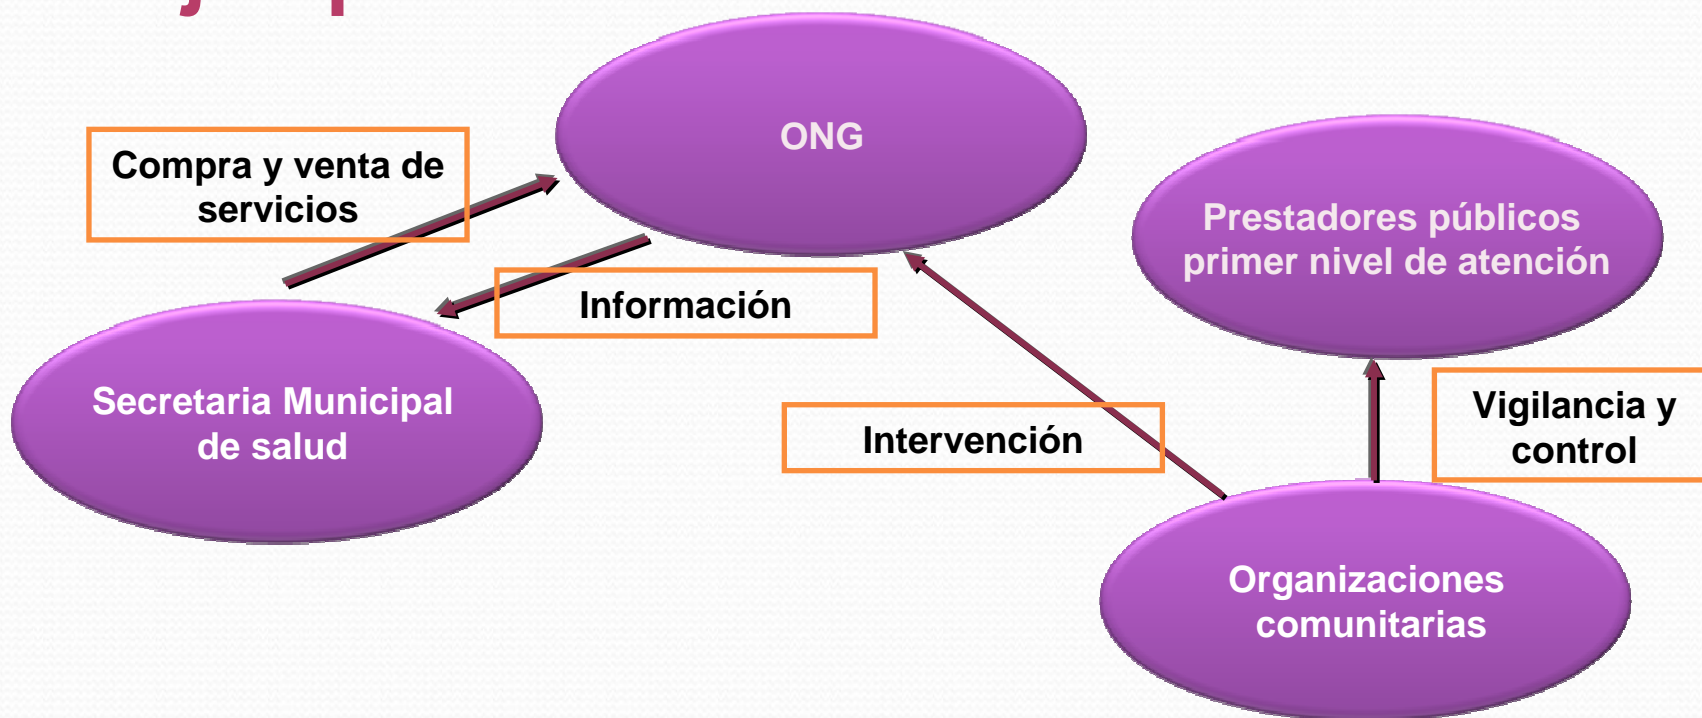 ONG
Compra y venta de
servicios
Prestadores públicos
primer nivel de atención
Información
Secretaria Municipal
de salud
Intervención
Vigilancia y
control
Organizaciones
comunitarias